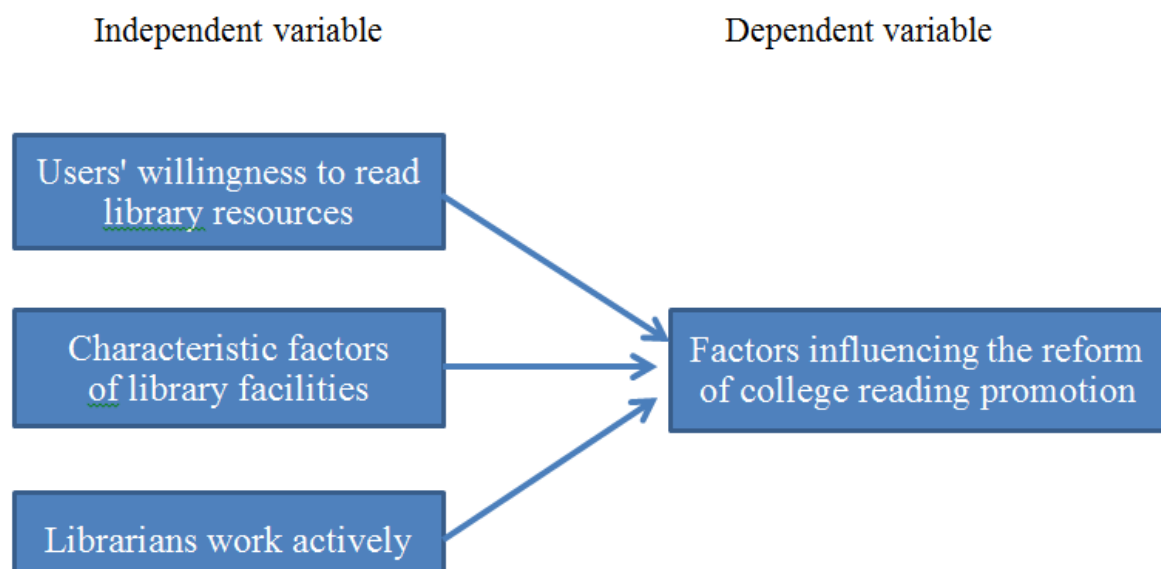 Independent variable
Dependent variable
Users' willingness to read
library resources
Characteristic factors
of library facilities
Factors influencing the reform
of college reading promotion
Librarians work actively